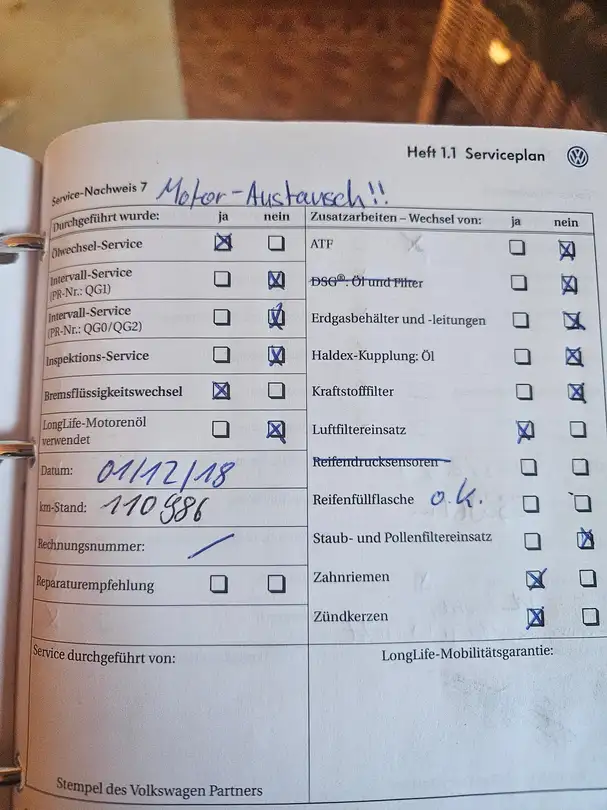 Heft 1.1 Serviceplan
Service-Nachweis 7 Motor-Austausch!!
Durchgeführt wurde: ja nein
Ölwechsel-Service
Intervall-Service
(PR-Nr.: QG1)
Intervall-Service
(PR-Nr.: QG0/QG2)
Inspektions-Service
Bremsflüssigkeitswechsel
LongLife-Motorenöl
verwendet
Datum: 01/12/18
km-Stand: 110986
Rechnungsnummer:
Reparaturempfehlung
Service durchgeführt von:
Stempel des Volkswagen Partners
Zusatzarbeiten – Wechsel von: ja nein
ATF
DSG®: Öl und Filter
Erdgasbehälter und -leitungen
Haldex-Kupplung: Öl
Kraftstofffilter
Luftfiltereinsatz
Reifendrucksensoren
Reifenfüllflasche o.k.
Staub- und Pollenfiltereinsatz
Zahnriemen
Zündkerzen
LongLife-Mobilitätsgarantie: